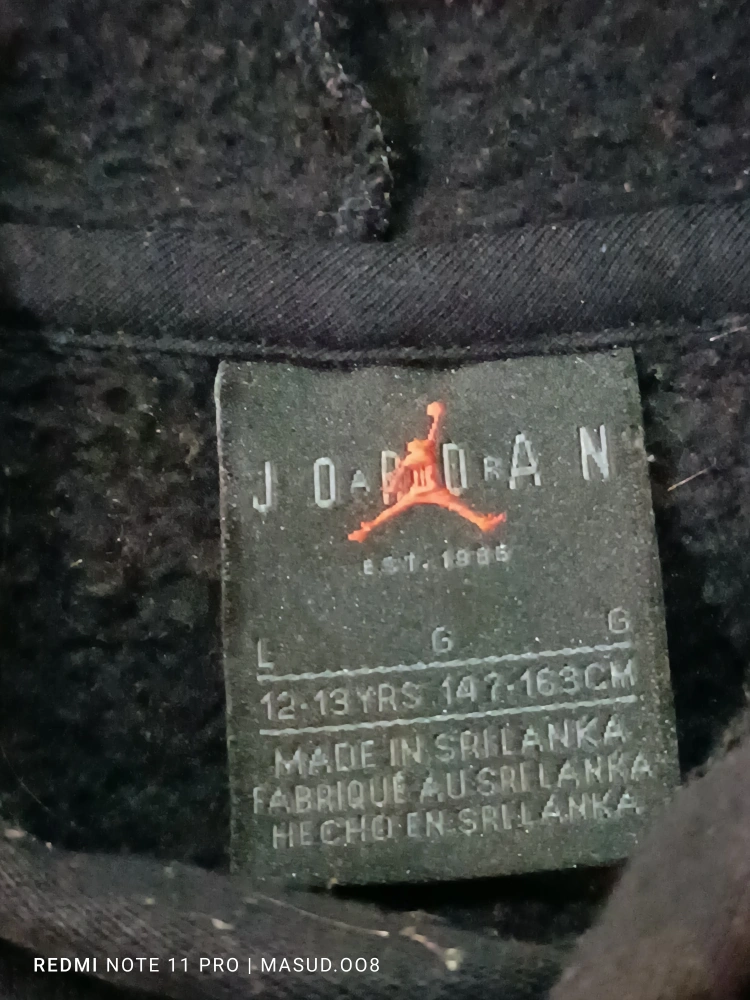 JORDAN
AIR
EST. 1985
L G G
12-13YRS 147-163CM
MADE IN SRI LANKA
FABRIQUÉ AU SRI LANKA
HECHO EN SRI LANKA
REDMI NOTE 11 PRO | MASUD.008